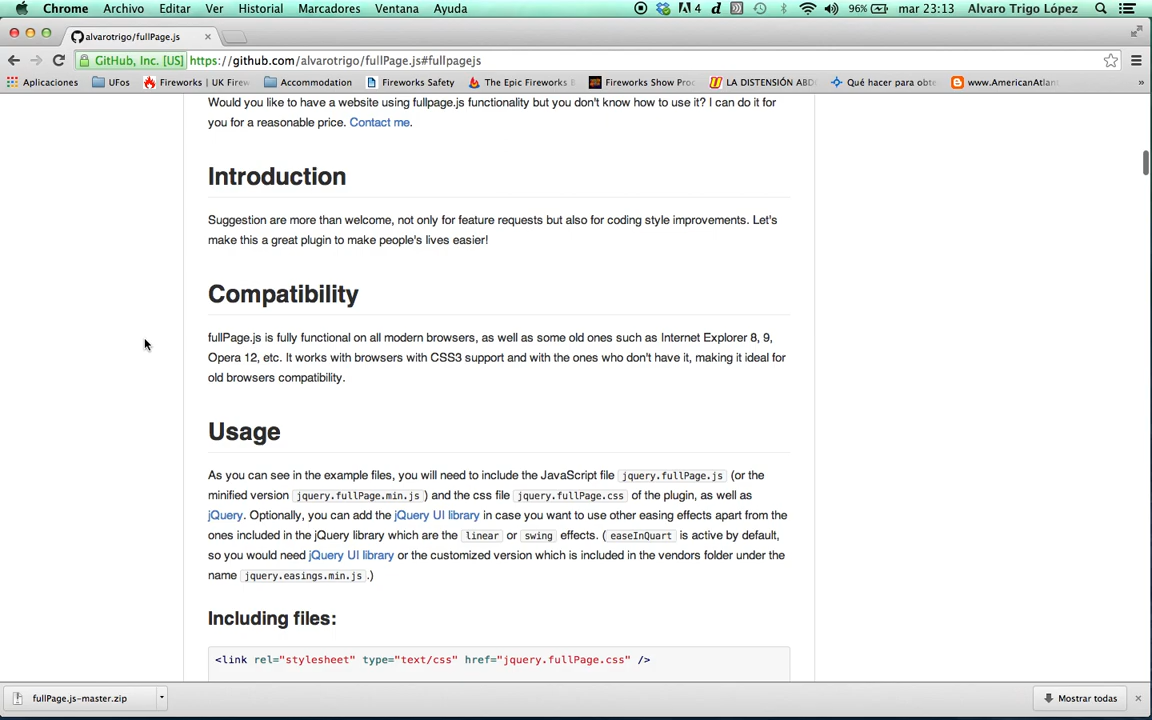 Chrome Archivo Editar Ver Historial Marcadores Ventana Ayuda 4 96% mar 23:13 Alvaro Trigo López
alvarotrigo/fullPage.js
GitHub, Inc. [US] https://github.com/alvarotrigo/fullPage.js#fullpagejs
Aplicaciones UFos Fireworks | UK Firew Accommodation Fireworks Safety The Epic Fireworks Fireworks Show Proc LA DISTENSIÓN ABD Qué hacer para obte www.AmericanAtlan »
Would you like to have a website using fullpage.js functionality but you don't know how to use it? I can do it for
you for a reasonable price. Contact me.
Introduction
Suggestion are more than welcome, not only for feature requests but also for coding style improvements. Let's
make this a great plugin to make people's lives easier!
Compatibility
fullPage.js is fully functional on all modern browsers, as well as some old ones such as Internet Explorer 8, 9,
Opera 12, etc. It works with browsers with CSS3 support and with the ones who don't have it, making it ideal for
old browsers compatibility.
Usage
As you can see in the example files, you will need to include the JavaScript file jquery.fullPage.js (or the
minified version jquery.fullPage.min.js ) and the css file jquery.fullPage.css of the plugin, as well as
jQuery. Optionally, you can add the jQuery UI library in case you want to use other easing effects apart from the
ones included in the jQuery library which are the linear or swing effects. ( easeInQuart is active by default,
so you would need jQuery UI library or the customized version which is included in the vendors folder under the
name jquery.easings.min.js .)
Including files:
<link rel="stylesheet" type="text/css" href="jquery.fullPage.css" />
fullPage.js-master.zip Mostrar todas